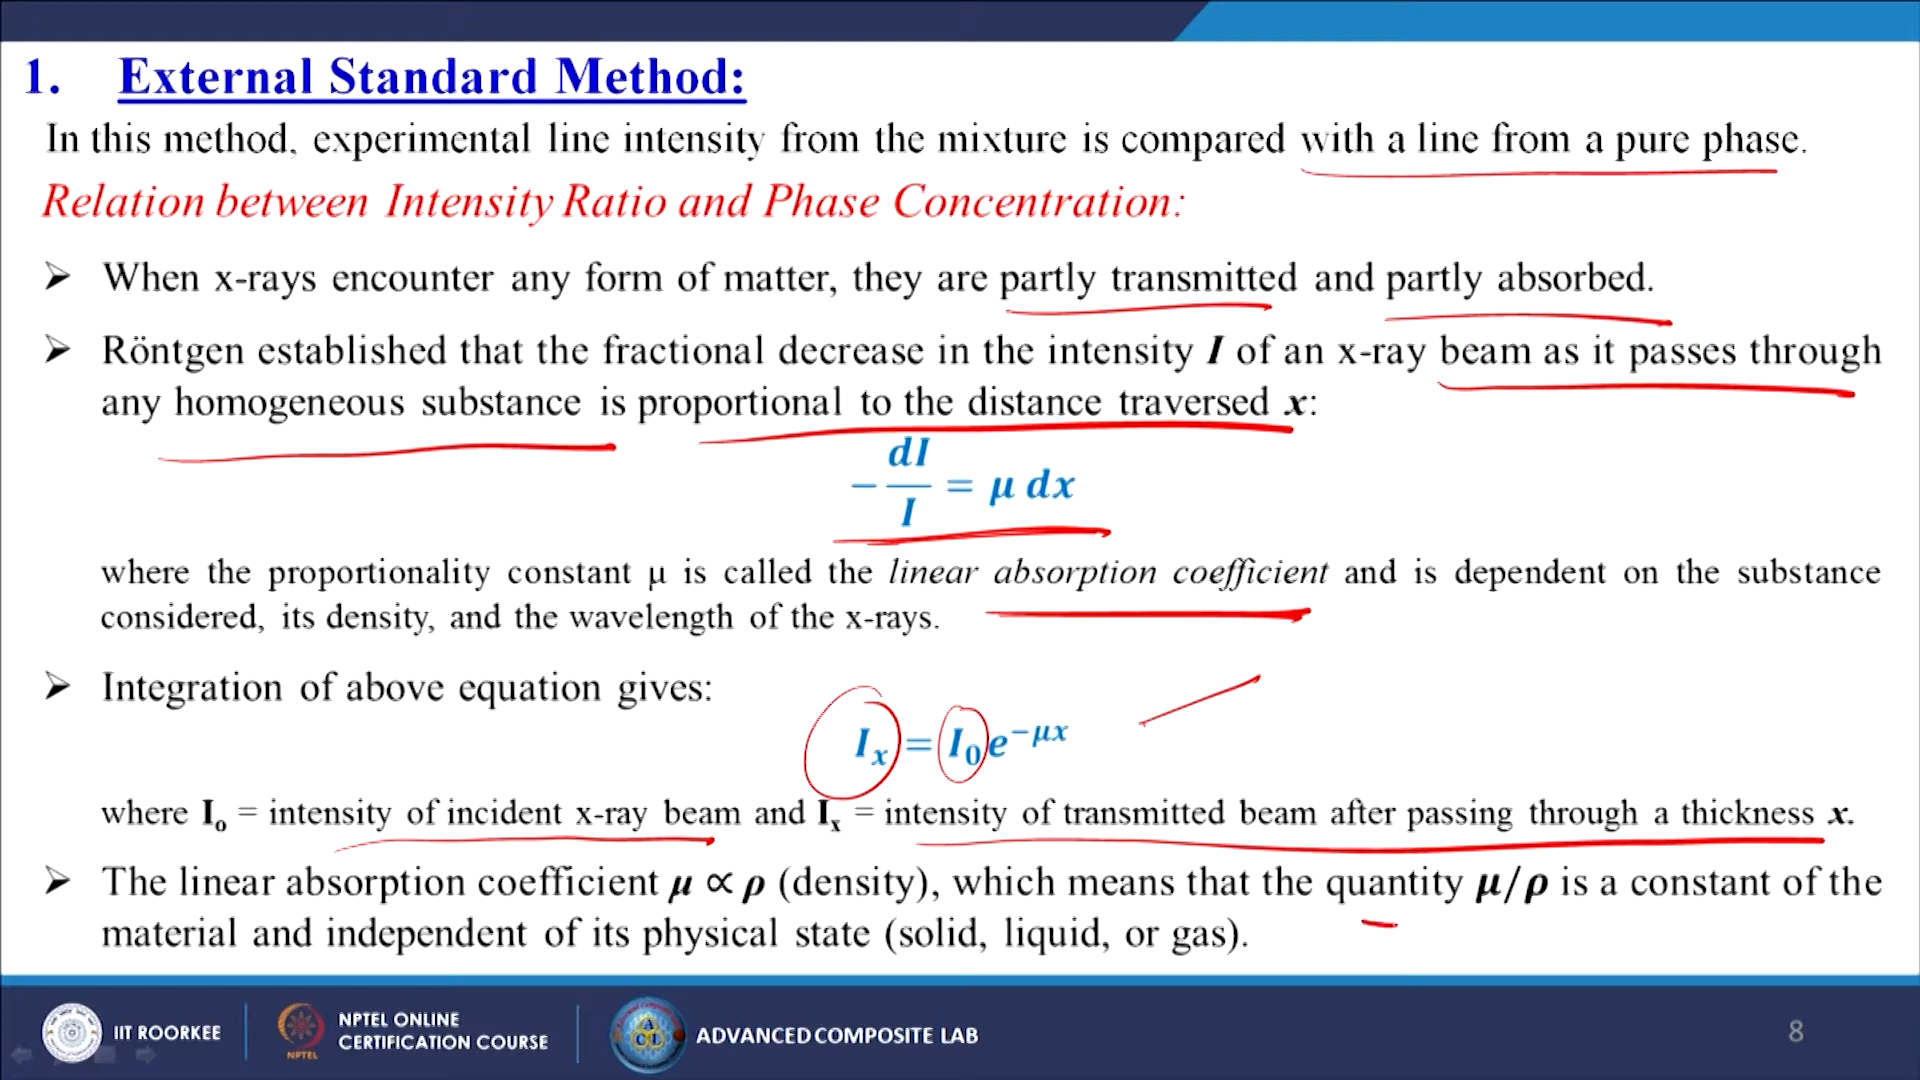 1. External Standard Method:
In this method, experimental line intensity from the mixture is compared with a line from a pure phase.
Relation between Intensity Ratio and Phase Concentration:
➢ When x-rays encounter any form of matter, they are partly transmitted and partly absorbed.
➢ Röntgen established that the fractional decrease in the intensity I of an x-ray beam as it passes through
any homogeneous substance is proportional to the distance traversed x:
−dI/I = μ dx
where the proportionality constant μ is called the linear absorption coefficient and is dependent on the substance
considered, its density, and the wavelength of the x-rays.
➢ Integration of above equation gives:
Iₓ = I₀e^−μx
where Iₒ = intensity of incident x-ray beam and Iₓ = intensity of transmitted beam after passing through a thickness x.
➢ The linear absorption coefficient μ ∝ ρ (density), which means that the quantity μ/ρ is a constant of the
material and independent of its physical state (solid, liquid, or gas).
IIT ROORKEE
NPTEL
NPTEL ONLINE
CERTIFICATION COURSE
ADVANCED COMPOSITE LAB
8